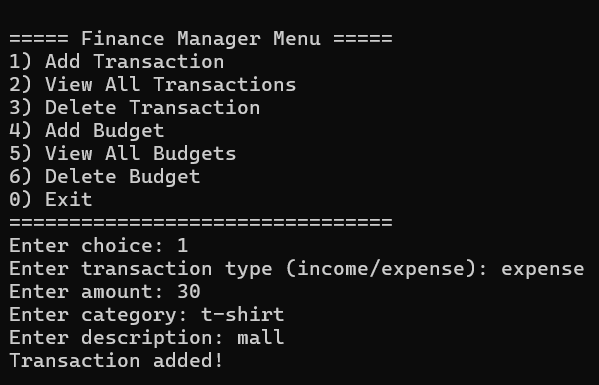 ===== Finance Manager Menu =====
1) Add Transaction
2) View All Transactions
3) Delete Transaction
4) Add Budget
5) View All Budgets
6) Delete Budget
0) Exit
================================
Enter choice: 1
Enter transaction type (income/expense): expense
Enter amount: 30
Enter category: t-shirt
Enter description: mall
Transaction added!